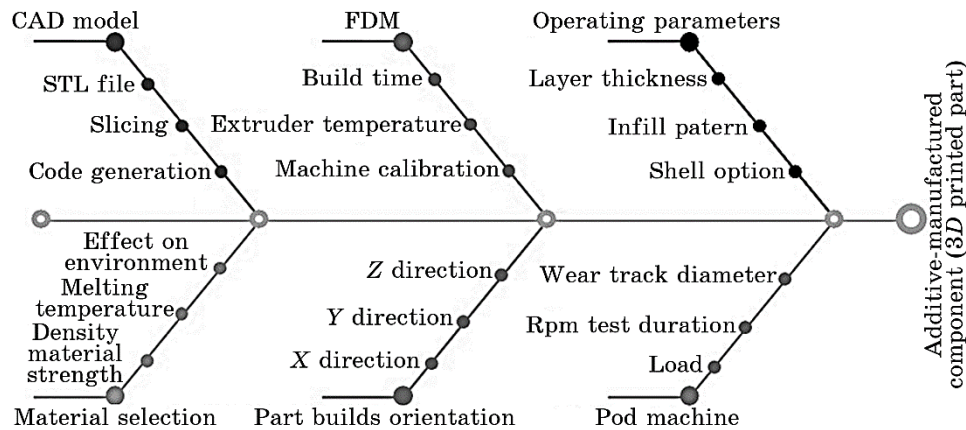 CAD model
STL file
Slicing
Code generation
FDM
Build time
Extruder temperature
Machine calibration
Operating parameters
Layer thickness
Infill patern
Shell option
Effect on
environment
Melting
temperature
Density
material
strength
Material selection
Z direction
Y direction
X direction
Part builds orientation
Wear track diameter
Rpm test duration
Load
Pod machine
Additive-manufactured
component (3D printed part)